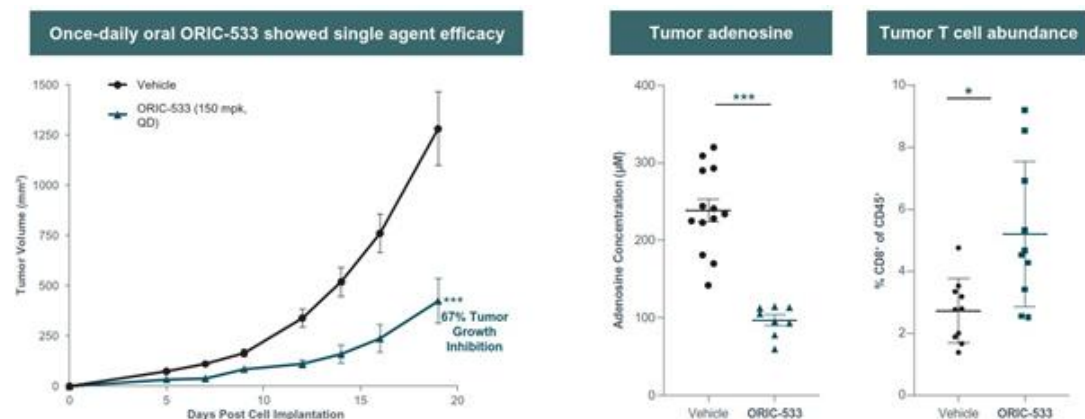 Once-daily oral ORIC-533 showed single agent efficacy
Tumor Volume (mm³)
1500
1250
1000
750
500
250
0
Vehicle
ORIC-533 (150 mpk,
QD)
***
67% Tumor
Growth
Inhibition
0
5
10
15
20
Days Post Cell Implantation
Tumor adenosine
Adenosine Concentration (µM)
400
300
200
100
0
***
Vehicle
ORIC-533
Tumor T cell abundance
% CD8⁺ of CD45⁺
10
8
6
4
2
0
*
Vehicle
ORIC-533